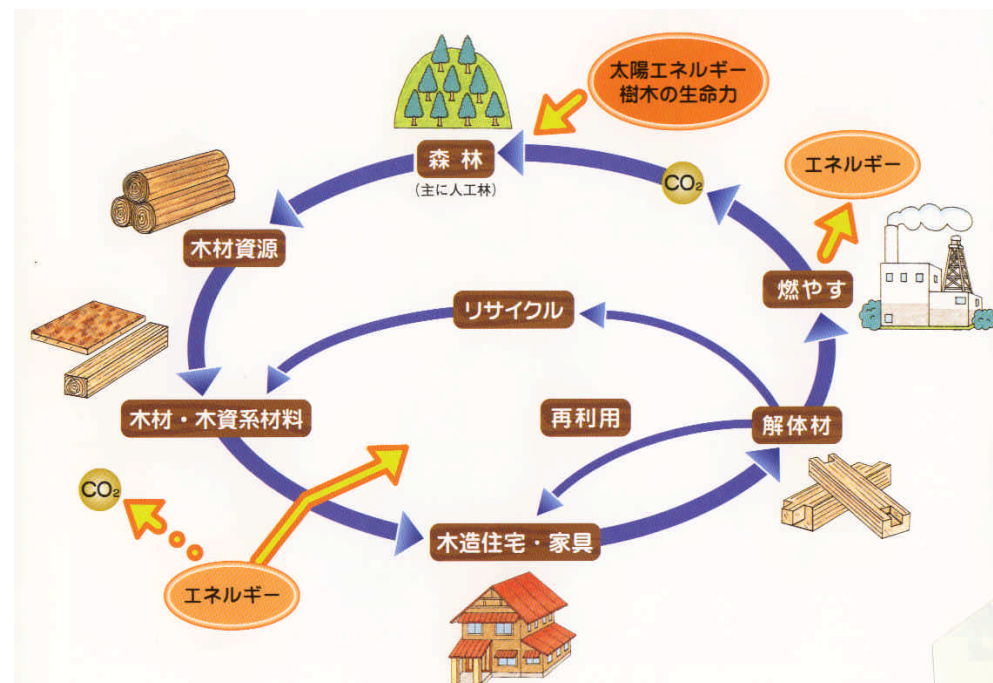 太陽エネルギー
樹木の生命力
森林
(主に人工林)
CO₂
エネルギー
木材資源
燃やす
リサイクル
木材・木資系材料
再利用
解体材
CO₂
木造住宅・家具
エネルギー